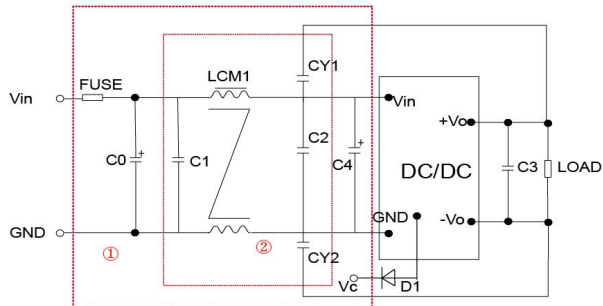 CY1
FUSE
LCM1
Vin
Vin
+Vo
C0
+
C1
C2
C4
+
DC/DC
C3
LOAD
GND
GND
-Vo
①
②
CY2
Vc
D1